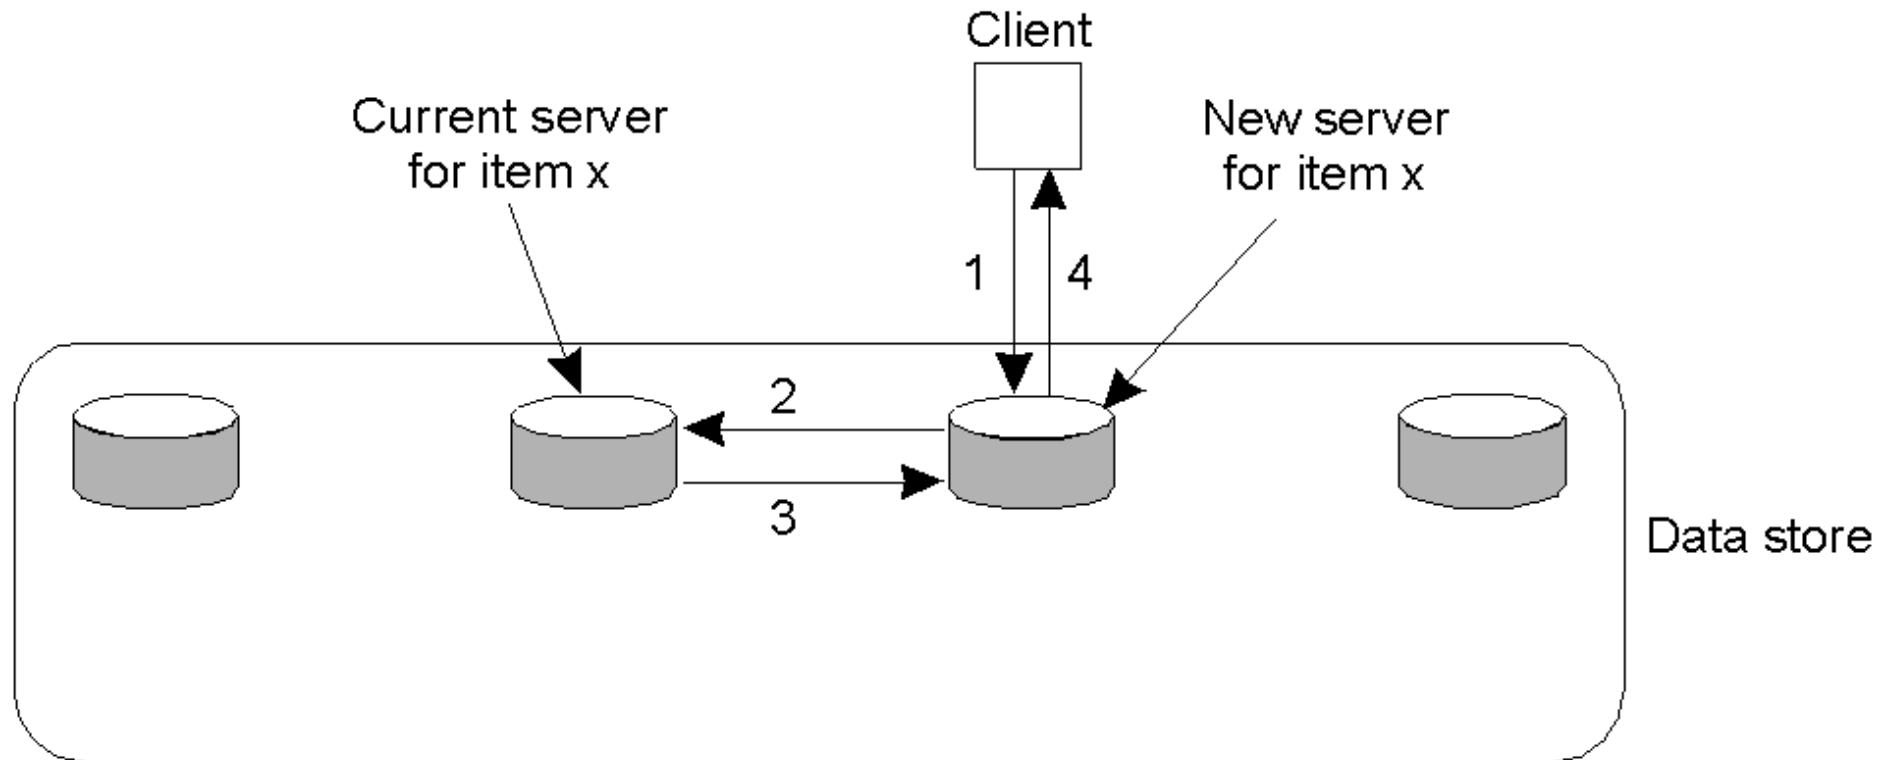 Client
Current server
for item x
New server
for item x
1
4
2
3
Data store